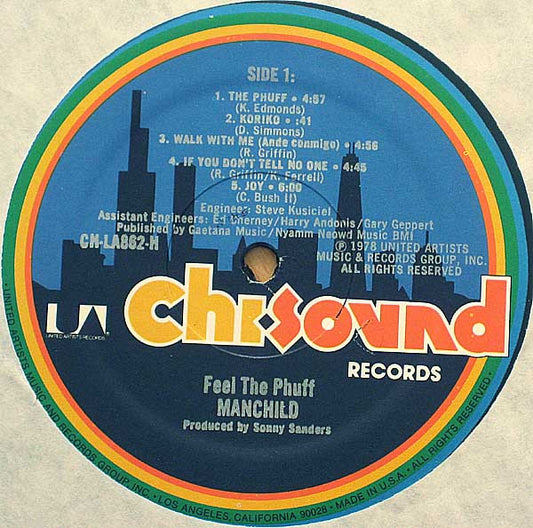 SIDE 1:
1. THE PHUFF • 4:57
(K. Edmonds)
2. KORIKO • :41
(D. Simmons)
3. WALK WITH ME (Ande conmigo) • 4:56
(R. Griffin)
4. IF YOU DON'T TELL NO ONE • 4:45
(R. Griffin/K. Ferrell)
5. JOY • 6:00
(C. Bush II)
Engineer: Steve Kusiciel
Assistant Engineers: Ed Cherney/Harry Andonis/Gary Geppert
Published by Gaetana Music/Nyamm Neowd Music BMI
CH-LA862-H
℗ 1978 UNITED ARTISTS
MUSIC & RECORDS GROUP, INC.
ALL RIGHTS RESERVED
Chi-Sound
RECORDS
UA
UNITED ARTISTS RECORDS
Feel The Phuff
MANCHILD
Produced by Sonny Sanders
• UNITED ARTISTS MUSIC AND RECORDS GROUP, INC. • LOS ANGELES, CALIFORNIA 90028 • MADE IN U.S.A. • ALL RIGHTS RESERVED •